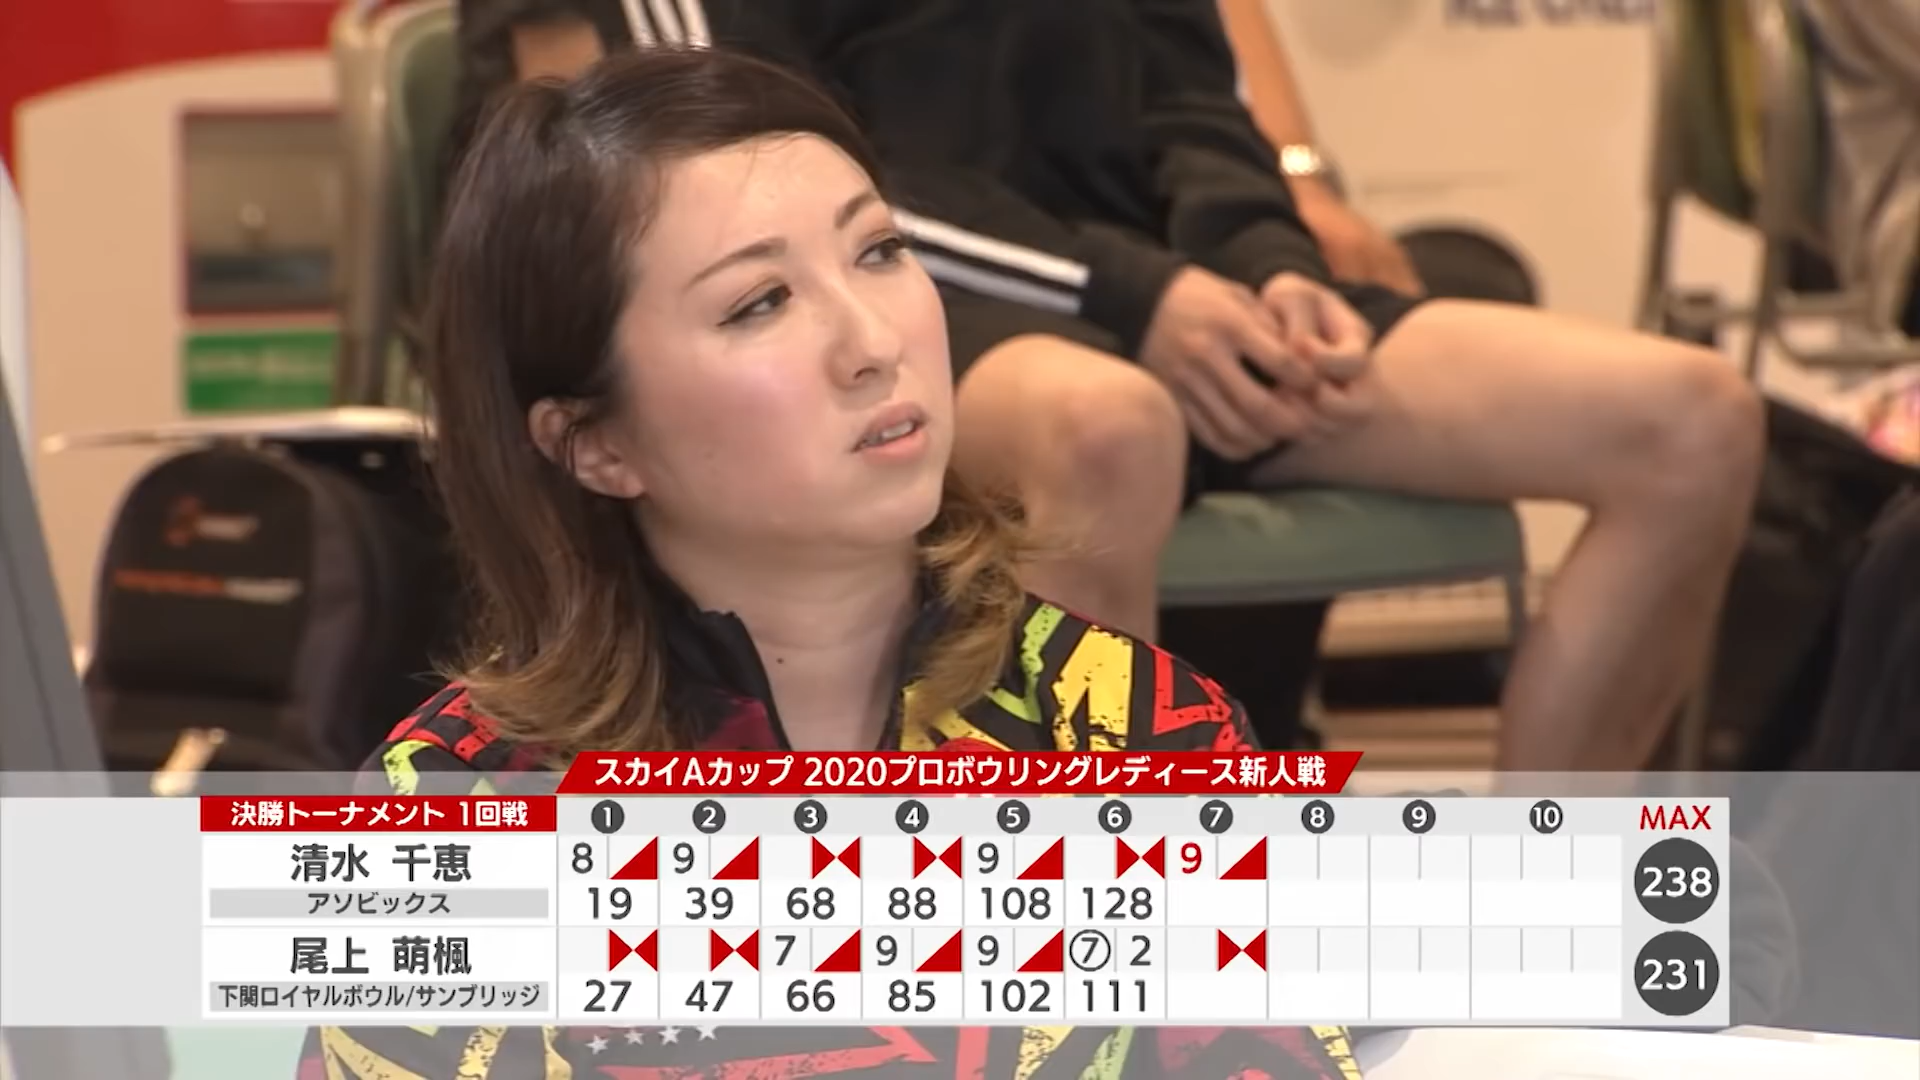 スカイAカップ 2020プロボウリングレディース新人戦
決勝トーナメント 1回戦 1 2 3 4 5 6 7 8 9 10 MAX
清水 千恵 8 9 9 9 238
アソビックス 19 39 68 88 108 128
尾上 萌楓 7 9 9 7 2 231
下関ロイヤルボウル/サンブリッジ 27 47 66 85 102 111